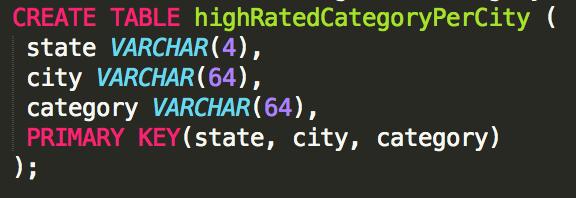 CREATE TABLE highRatedCategoryPerCity (
state VARCHAR(4),
city VARCHAR(64),
category VARCHAR(64),
PRIMARY KEY(state, city, category)
);